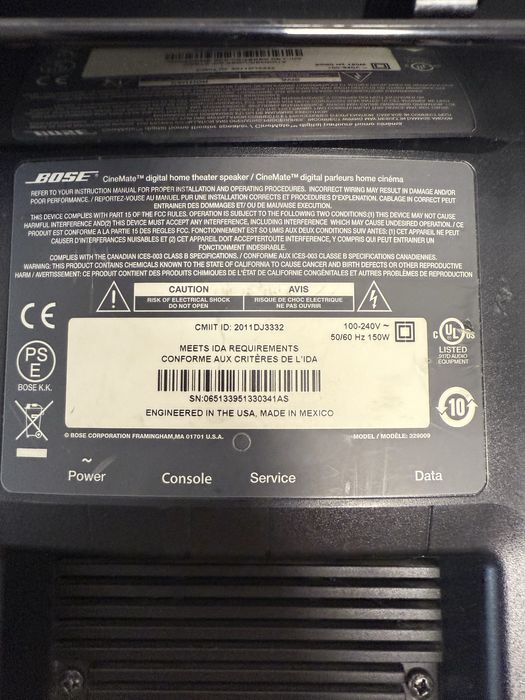 BOSE® CineMate™ digital home theater speaker / CineMate™ digital parleurs home cinéma
REFER TO YOUR INSTRUCTION MANUAL FOR PROPER INSTALLATION AND OPERATING PROCEDURES. INCORRECT WIRING MAY RESULT IN DAMAGE AND/OR
POOR PERFORMANCE. / REPORTEZ-VOUS AU MANUEL PUR UNE INSTALLATION CORRECTS ET PROCEDURES D'EXPLENATION. CABLAGE IN CORECT PEUT
ENTRAINER DES DOMMAGES ET/ OU DE MAUVAISE EXECUTION.
THIS DEVICE COMPLIES WITH PART 15 OF THE FCC RULES. OPERATION IS SUBJECT TO THE FOLLOWING TWO CONDITIONS:(1) THIS DEVICE MAY NOT CAUSE
HARMFUL INTERFERENCE AND(2) THIS DEVICE MUST ACCEPT ANY INTERFERENCE, INCLUDING INTERFERENCE WHICH MAY CAUSE UNDESIRED OPERATION. / CE
PRODUIT REPOND A LA PARTIE 15 DES REGLES FCC. FONCTIONNEMENT EST SO UMIS AUX DEUX CONDITIONS SUIV ANTES: (1) CET APPAREIL NE PEUT
CAUSER D'INTERFERENCES NUISABLES ET (2) CET APPAREIL DOIT ACCEPTERTOUTE INTERFERENCE, Y COMPRIS QUI PEUT ENTRAINER UN
FONCTIONNEMENT INDESIRABLE.
COMPLIES WITH THE CANADIAN ICES-003 CLASS B SPECIFICATIONS. / CONFORME AUX ICES-003 CLASSE B SPECIFICATIONS CANADIENNES.
WARNING: THIS PRODUCT CONTAINS CHEMICALS KNOWN TO THE STATE OF CALIFORNIA TO CAUSE CANCER AND BIRTH DEFECTS OR OTHER REPRODUCTIVE
HARM / AVERTISSEMENT: CE PRODUIT CONTIENT DES PRODUITS CHIMIQUES DE L'ÉTAT DE CALIFORNIE CONGÉNITALES ET AUTRES PROBLÈMES DE REPRODUCTION
CAUTION AVIS
RISK OF ELECTRICAL SHOCK RISQUE DE CHOC ELECTRIQUE
DO NOT OPEN NE PAS OUVRIR
CE
CMIIT ID: 2011DJ3332 100-240V ~
50/60 Hz 150W
MEETS IDA REQUIREMENTS
CONFORME AUX CRITÈRES DE L'IDA
SN:065133951330341AS
ENGINEERED IN THE USA, MADE IN MEXICO
C UL US
LISTED
917D AUDIO
EQUIPMENT
PS
E
BOSE K.K.
10
© BOSE CORPORATION FRAMINGHAM,MA 01701 U.S.A. MODEL / MODÈLE: 329009
~
Power Console Service Data